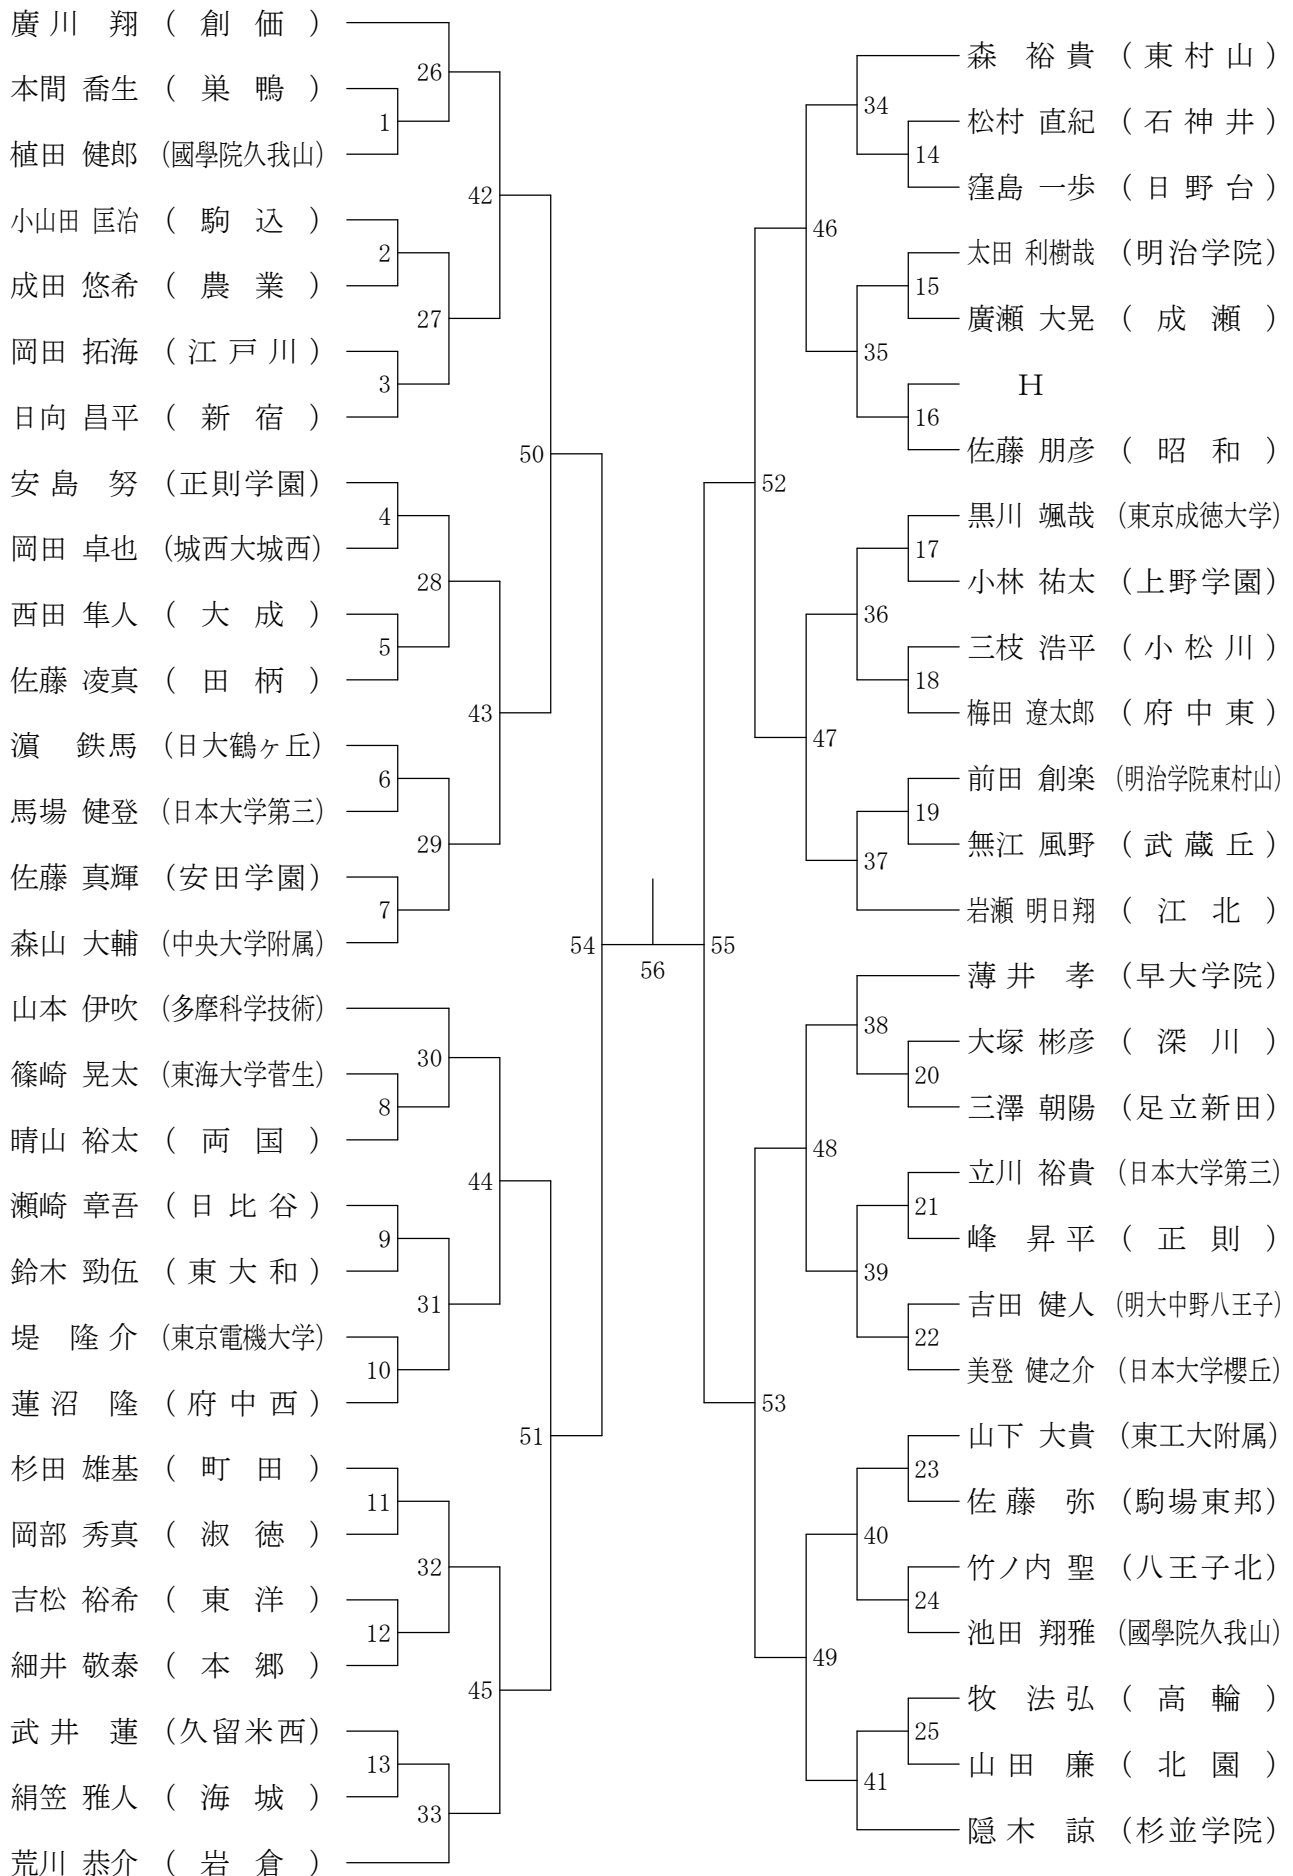 廣川 翔 （ 創 価 ）
本間 喬生 （ 巣 鴨 ）
植田 健郎 （國學院久我山）
小山田 匡冶 （ 駒 込 ）
成田 悠希 （ 農 業 ）
岡田 拓海 （ 江 戸 川 ）
日向 昌平 （ 新 宿 ）
安島 努 （正則学園）
岡田 卓也 （城西大城西）
西田 隼人 （ 大 成 ）
佐藤 凌真 （ 田 柄 ）
濵 鉄馬 （日大鶴ヶ丘）
馬場 健登 （日本大学第三）
佐藤 真輝 （安田学園）
森山 大輔 （中央大学附属）
山本 伊吹 （多摩科学技術）
篠崎 晃太 （東海大学菅生）
晴山 裕太 （ 両 国 ）
瀬崎 章吾 （ 日 比 谷 ）
鈴木 勁伍 （ 東 大 和 ）
堤 隆介 （東京電機大学）
蓮沼 隆 （ 府 中 西 ）
杉田 雄基 （ 町 田 ）
岡部 秀真 （ 淑 徳 ）
吉松 裕希 （ 東 洋 ）
細井 敬泰 （ 本 郷 ）
武井 蓮 （久留米西）
絹笠 雅人 （ 海 城 ）
荒川 恭介 （ 岩 倉 ）
26
1
42
2
27
3
50
4
28
5
43
6
29
7
54
30
8
44
9
31
10
51
11
32
12
45
13
33
56
55
34
14
46
15
35
16
52
17
36
18
47
19
37
38
20
48
21
39
22
53
23
40
24
49
25
41
森 裕貴 （ 東 村 山 ）
松村 直紀 （ 石 神 井 ）
窪島 一歩 （ 日 野 台 ）
太田 利樹哉 （明治学院）
廣瀬 大晃 （ 成 瀬 ）
H
佐藤 朋彦 （ 昭 和 ）
黒川 颯哉 （東京成徳大学）
小林 祐太 （上野学園）
三枝 浩平 （ 小 松 川 ）
梅田 遼太郎 （ 府 中 東 ）
前田 創楽 （明治学院東村山）
無江 風野 （ 武 蔵 丘 ）
岩瀬 明日翔 （ 江 北 ）
薄井 孝 （早大学院）
大塚 彬彦 （ 深 川 ）
三澤 朝陽 （足立新田）
立川 裕貴 （日本大学第三）
峰 昇平 （ 正 則 ）
吉田 健人 （明大中野八王子）
美登 健之介 （日本大学櫻丘）
山下 大貴 （東工大附属）
佐藤 弥 （駒場東邦）
竹ノ内 聖 （八王子北）
池田 翔雅 （國學院久我山）
牧 法弘 （ 高 輪 ）
山田 廉 （ 北 園 ）
隠木 諒 （杉並学院）